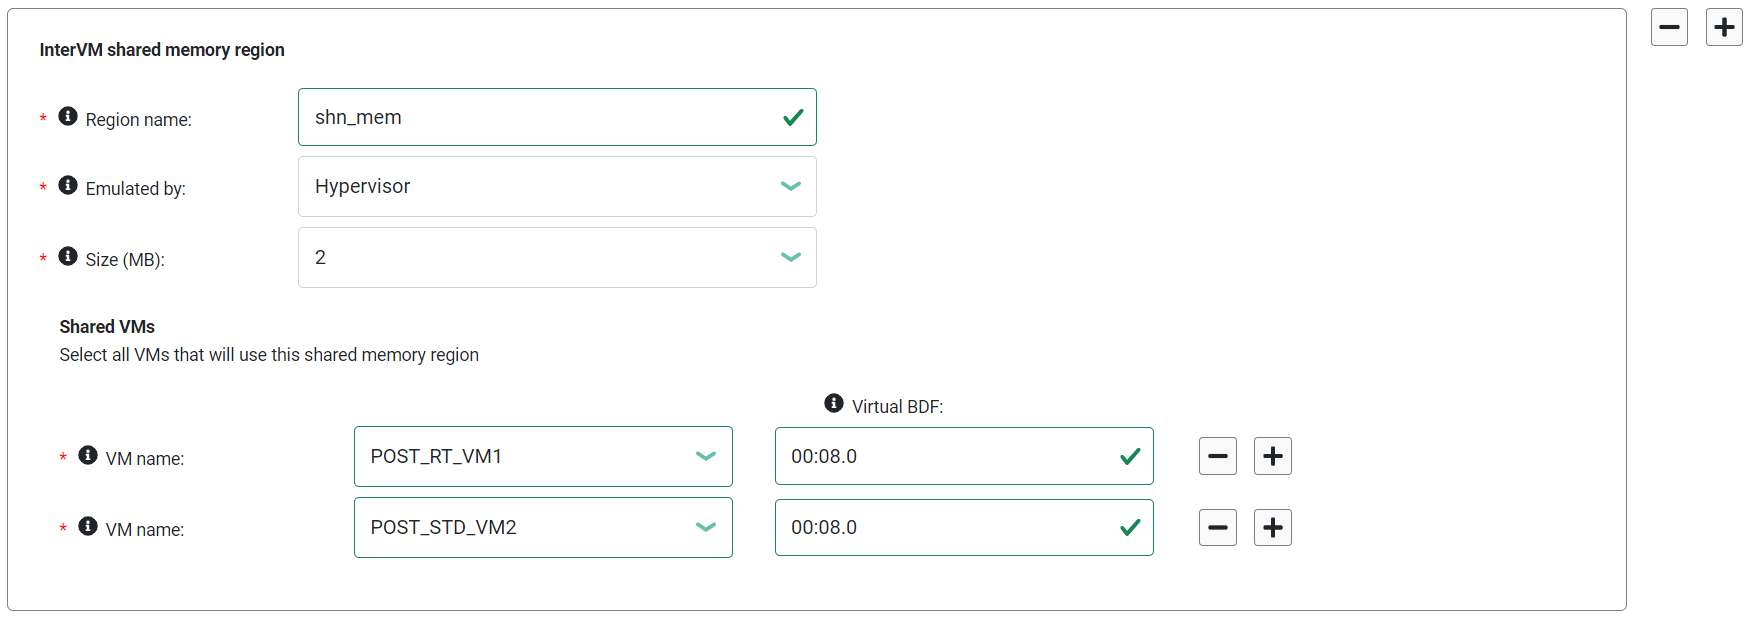 InterVM shared memory region
* Region name: shn_mem
* Emulated by: Hypervisor
* Size (MB): 2
Shared VMs
Select all VMs that will use this shared memory region
Virtual BDF:
* VM name: POST_RT_VM1 00:08.0
* VM name: POST_STD_VM2 00:08.0